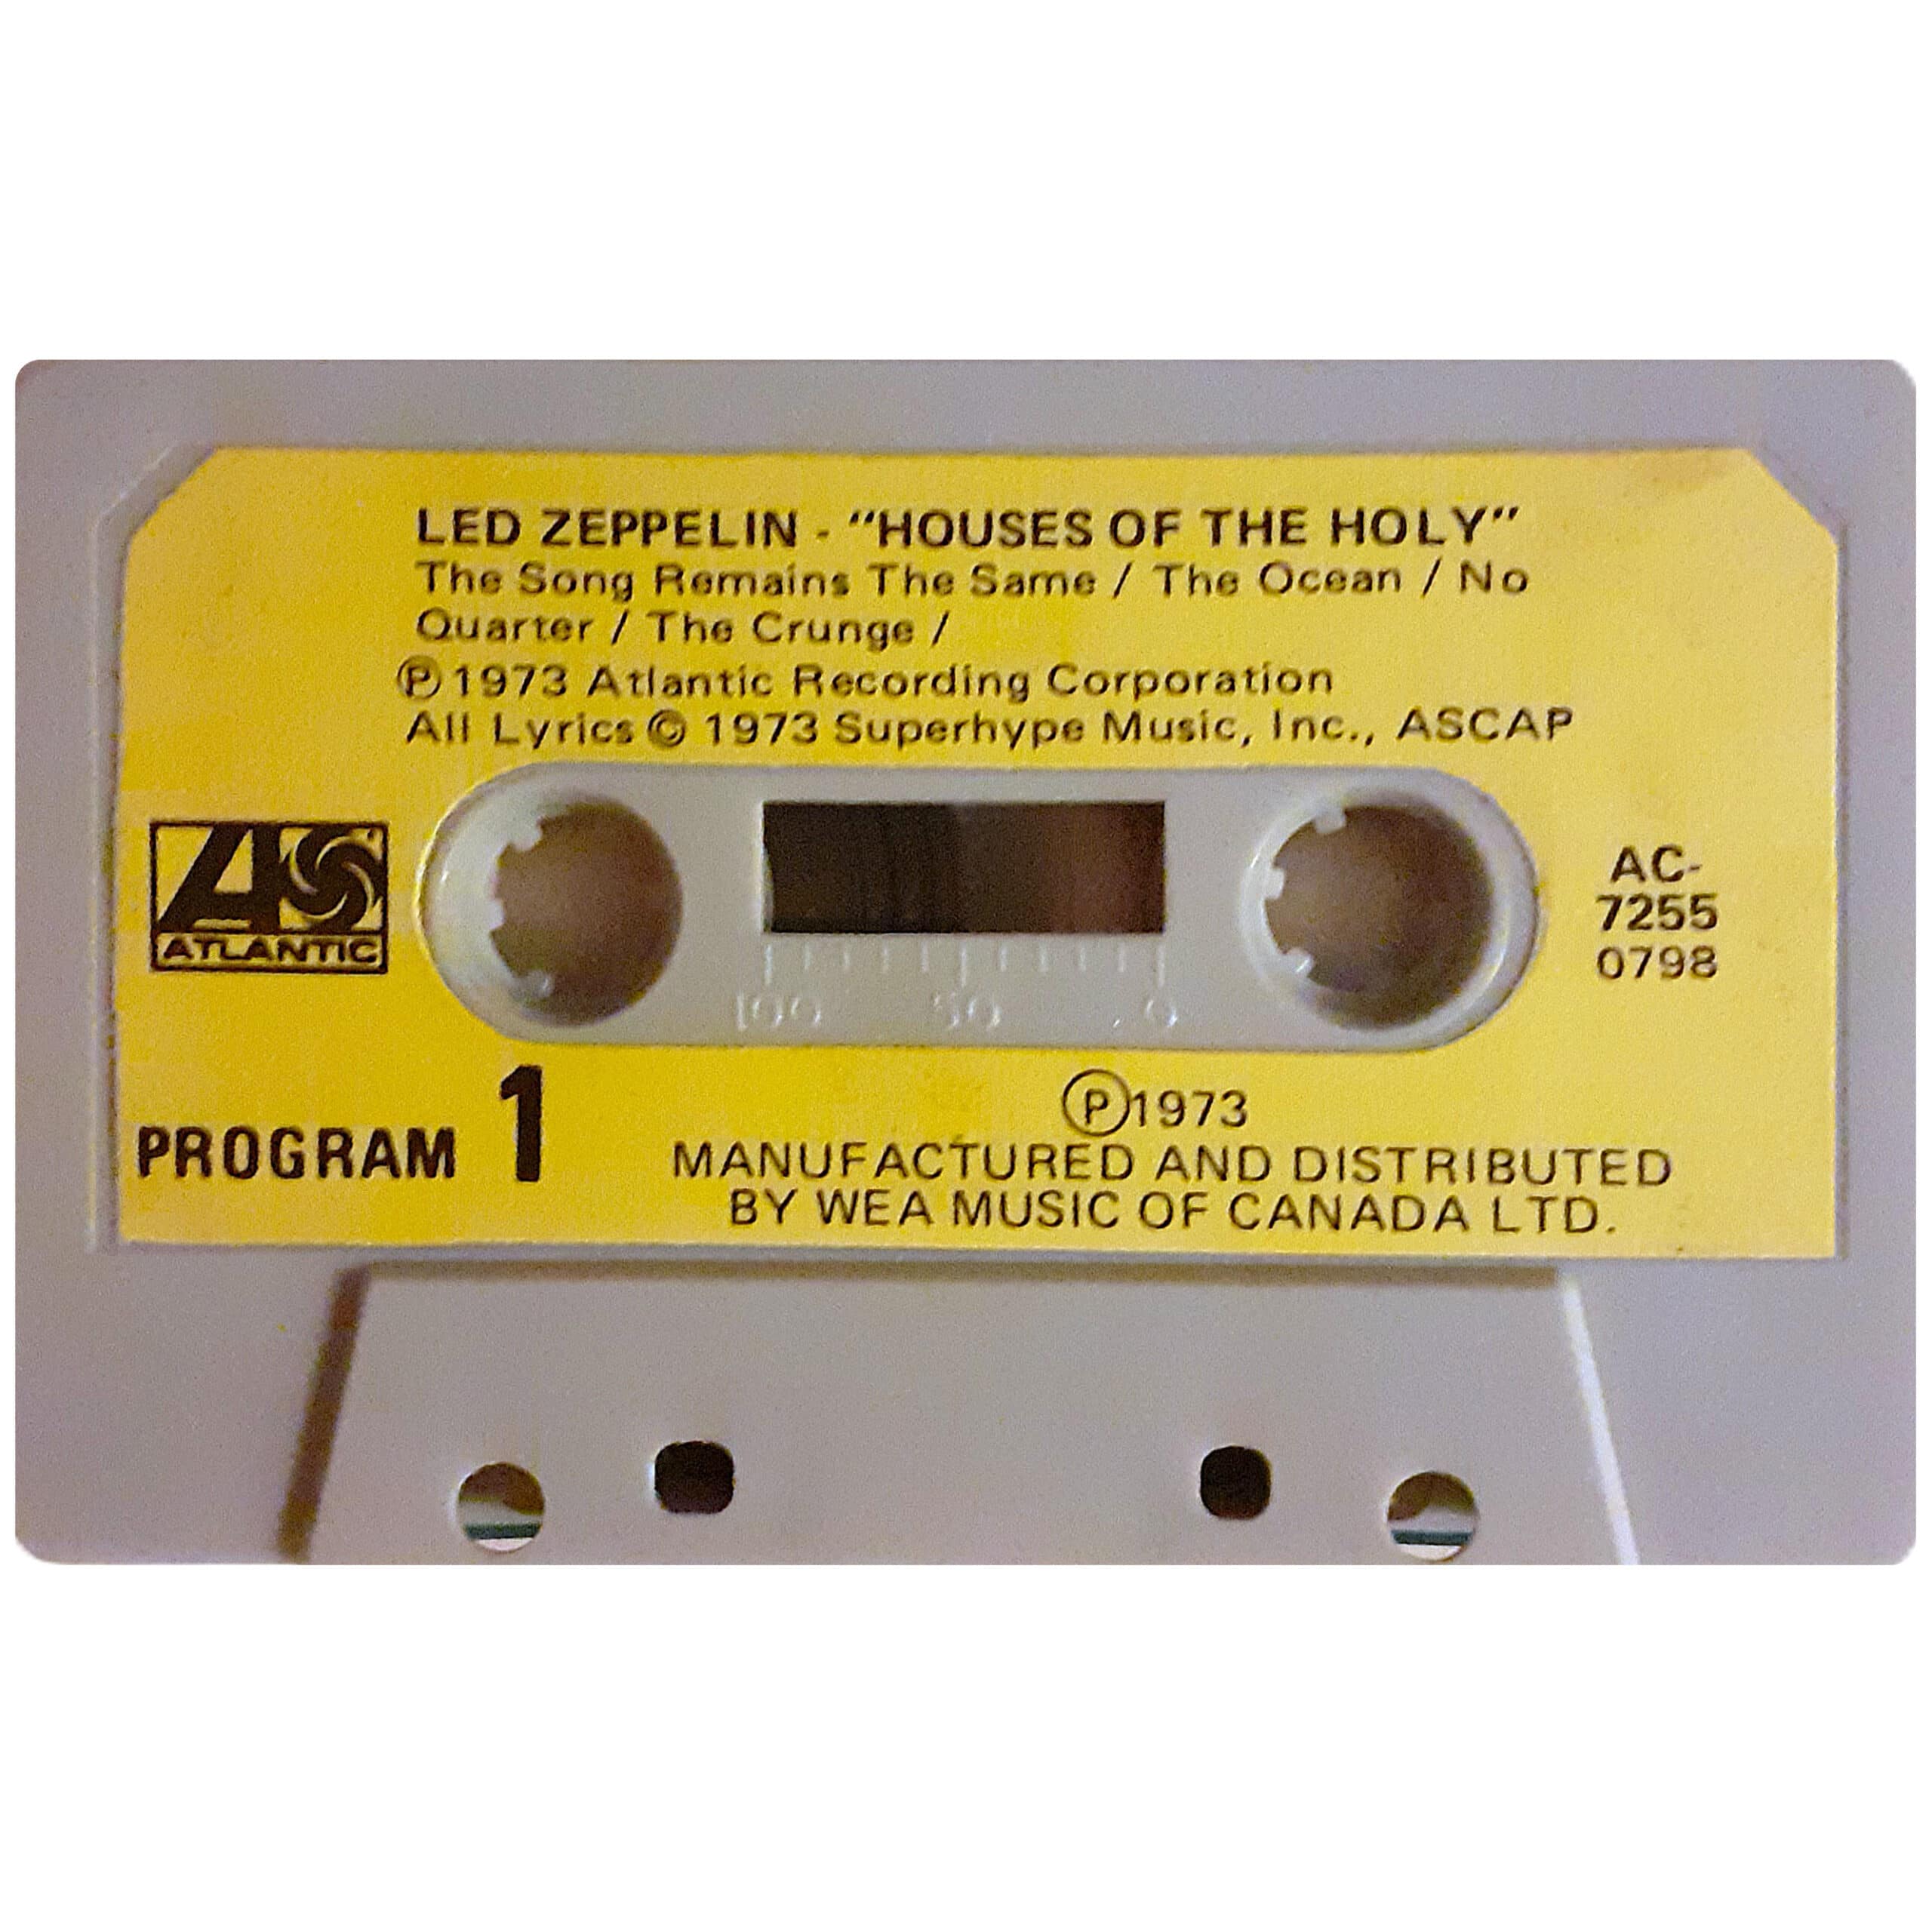 LED ZEPPELIN - "HOUSES OF THE HOLY"
The Song Remains The Same / The Ocean / No
Quarter / The Crunge /
Ⓟ 1973 Atlantic Recording Corporation
All Lyrics © 1973 Superhype Music, Inc., ASCAP
ATLANTIC
AC-
7255
0798
100 50 0
PROGRAM 1
Ⓟ1973
MANUFACTURED AND DISTRIBUTED
BY WEA MUSIC OF CANADA LTD.